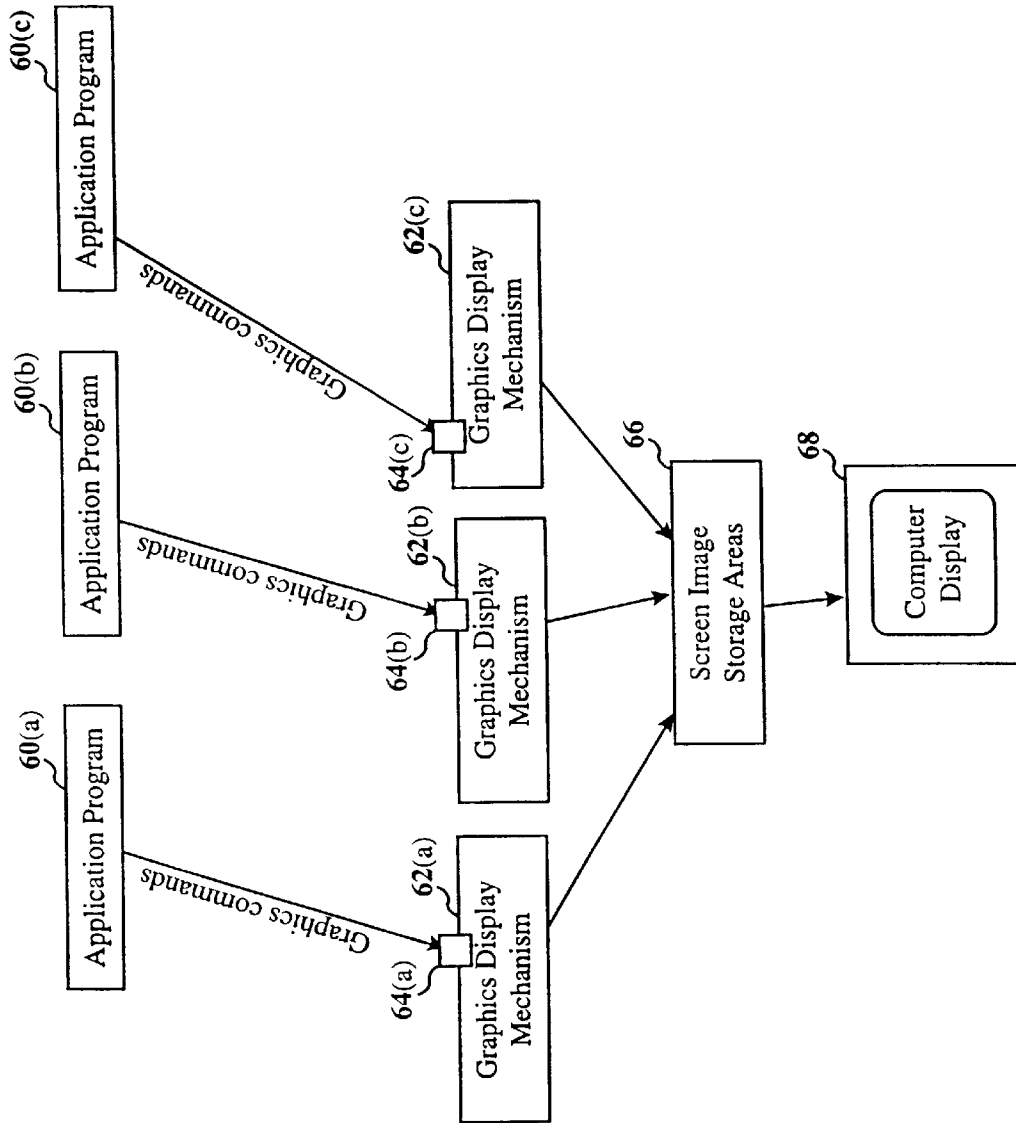 60(a)
Application Program
60(b)
Application Program
60(c)
Application Program
Graphics commands
Graphics commands
Graphics commands
64(a)
62(a)
Graphics Display
Mechanism
64(b)
62(b)
Graphics Display
Mechanism
64(c)
62(c)
Graphics Display
Mechanism
66
Screen Image
Storage Areas
68
Computer
Display